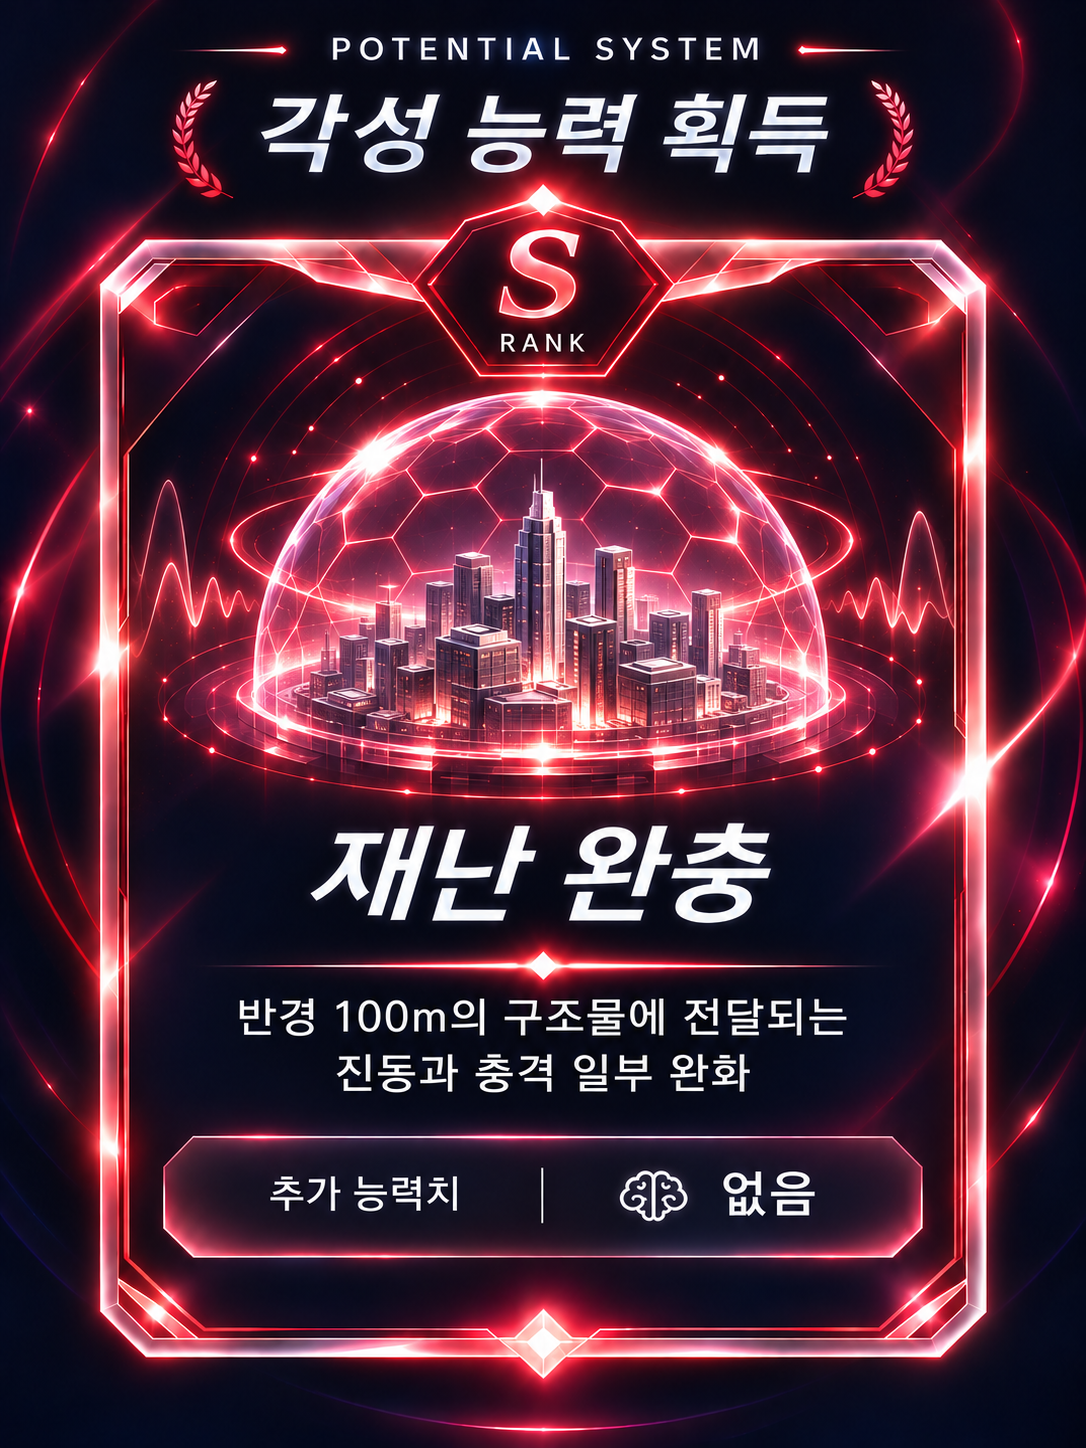 POTENTIAL SYSTEM
각성 능력 획득
S
RANK
재난 완충
반경 100m의 구조물에 전달되는
진동과 충격 일부 완화
추가 능력치
없음